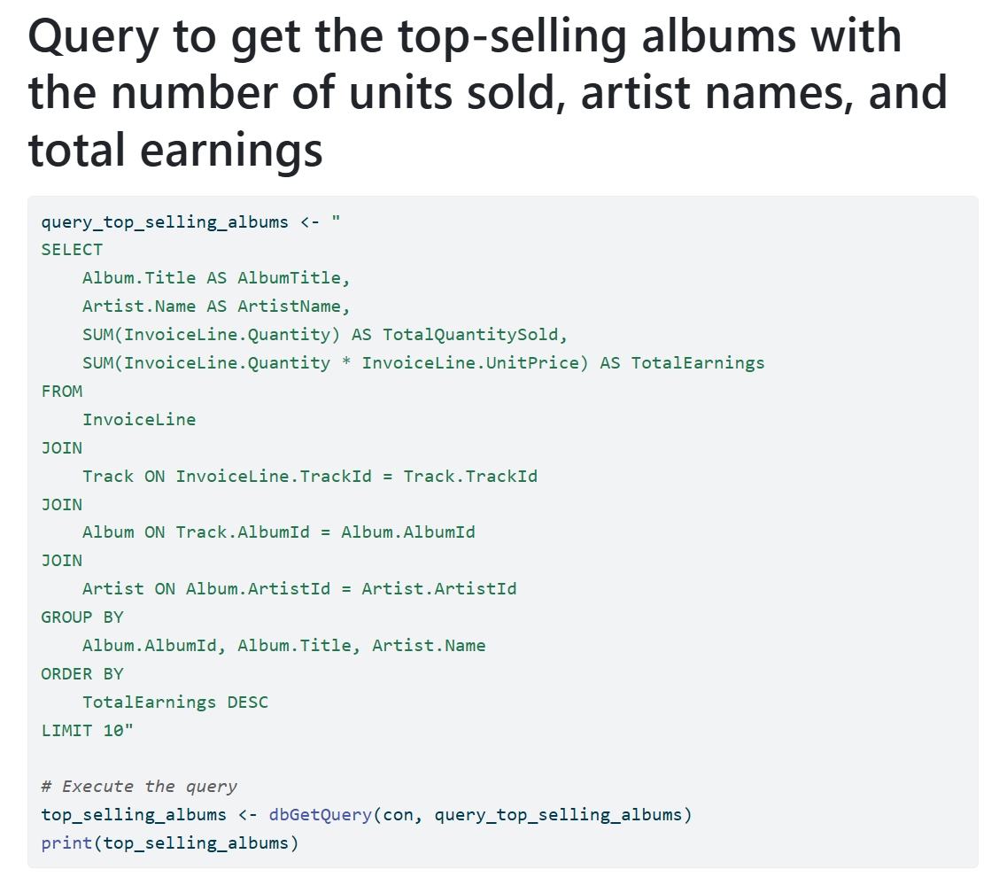 Query to get the top-selling albums with
the number of units sold, artist names, and
total earnings
query_top_selling_albums <- "
SELECT
    Album.Title AS AlbumTitle,
    Artist.Name AS ArtistName,
    SUM(InvoiceLine.Quantity) AS TotalQuantitySold,
    SUM(InvoiceLine.Quantity * InvoiceLine.UnitPrice) AS TotalEarnings
FROM
    InvoiceLine
JOIN
    Track ON InvoiceLine.TrackId = Track.TrackId
JOIN
    Album ON Track.AlbumId = Album.AlbumId
JOIN
    Artist ON Album.ArtistId = Artist.ArtistId
GROUP BY
    Album.AlbumId, Album.Title, Artist.Name
ORDER BY
    TotalEarnings DESC
LIMIT 10"
# Execute the query
top_selling_albums <- dbGetQuery(con, query_top_selling_albums)
print(top_selling_albums)